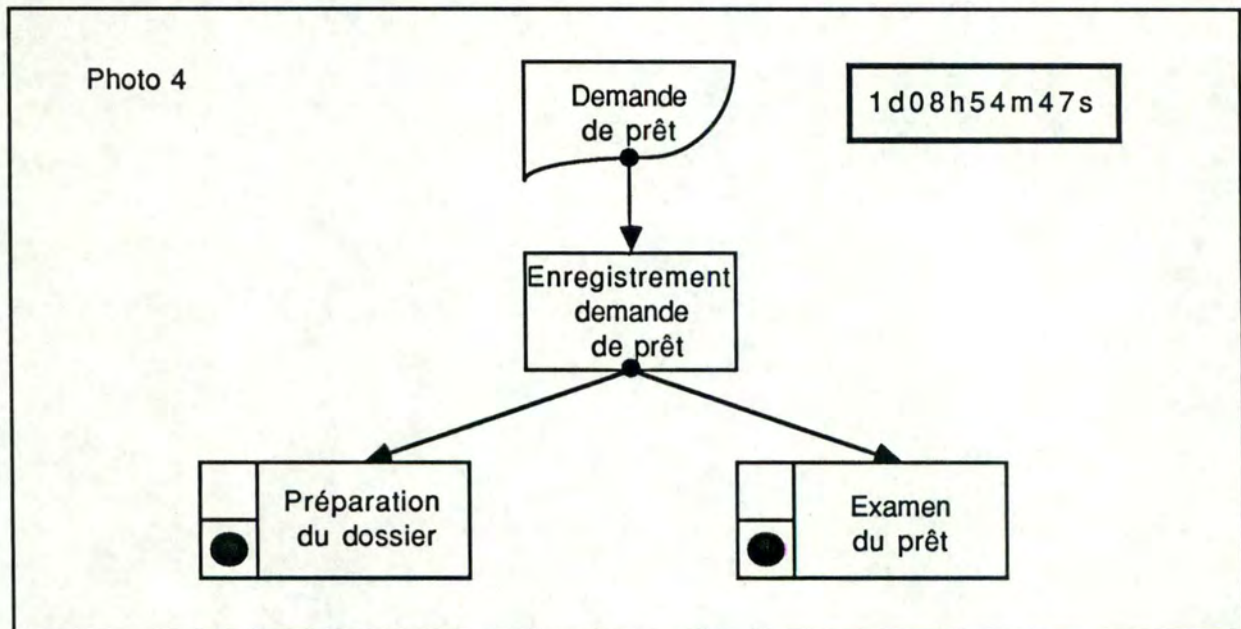 Photo 4
Demande
de prêt
1d08h54m47s
Enregistrement
demande
de prêt
Préparation
du dossier
Examen
du prêt